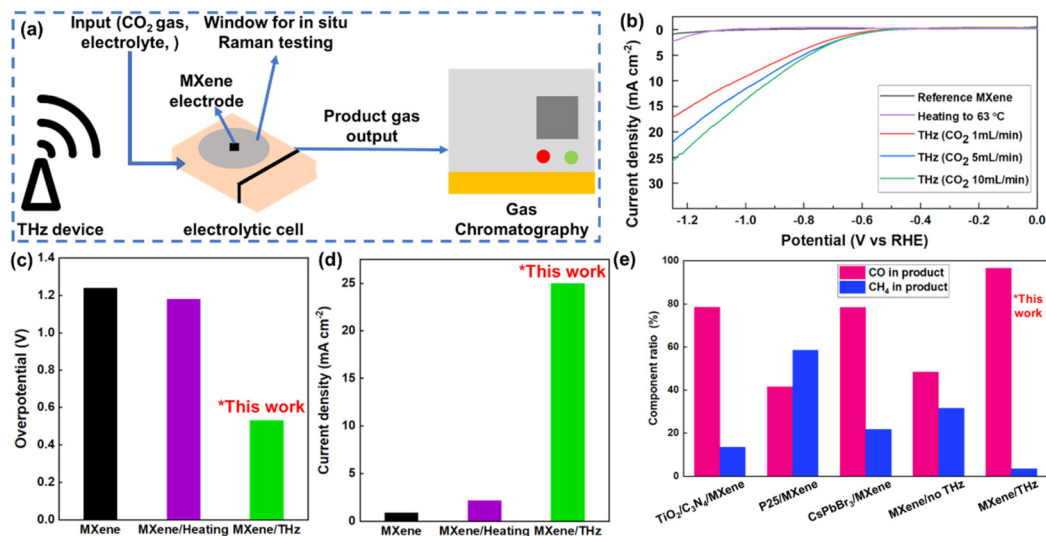 (a)
Input (CO₂ gas,
electrolyte, )
Window for in situ
Raman testing
MXene
electrode
Product gas
output
THz device
electrolytic cell
Gas
Chromatography
(b)
Current density (mA cm⁻²)
0
5
10
15
20
25
30
Reference MXene
Heating to 63 °C
THz (CO₂ 1mL/min)
THz (CO₂ 5mL/min)
THz (CO₂ 10mL/min)
-1.2
-1.0
-0.8
-0.6
-0.4
-0.2
0.0
Potential (V vs RHE)
(c)
Overpotential (V)
1.4
1.2
1.0
0.8
0.6
0.4
0.2
0.0
*This work
MXene
MXene/Heating
MXene/THz
(d)
Current density (mA cm⁻²)
25
20
15
10
5
0
*This work
MXene
MXene/Heating
MXene/THz
(e)
Component ratio (%)
100
80
60
40
20
0
CO in product
CH₄ in product
*This
work
TiO₂/C₃N₄/MXene
P25/MXene
CsPbBr₃/MXene
MXene/no THz
MXene/THz